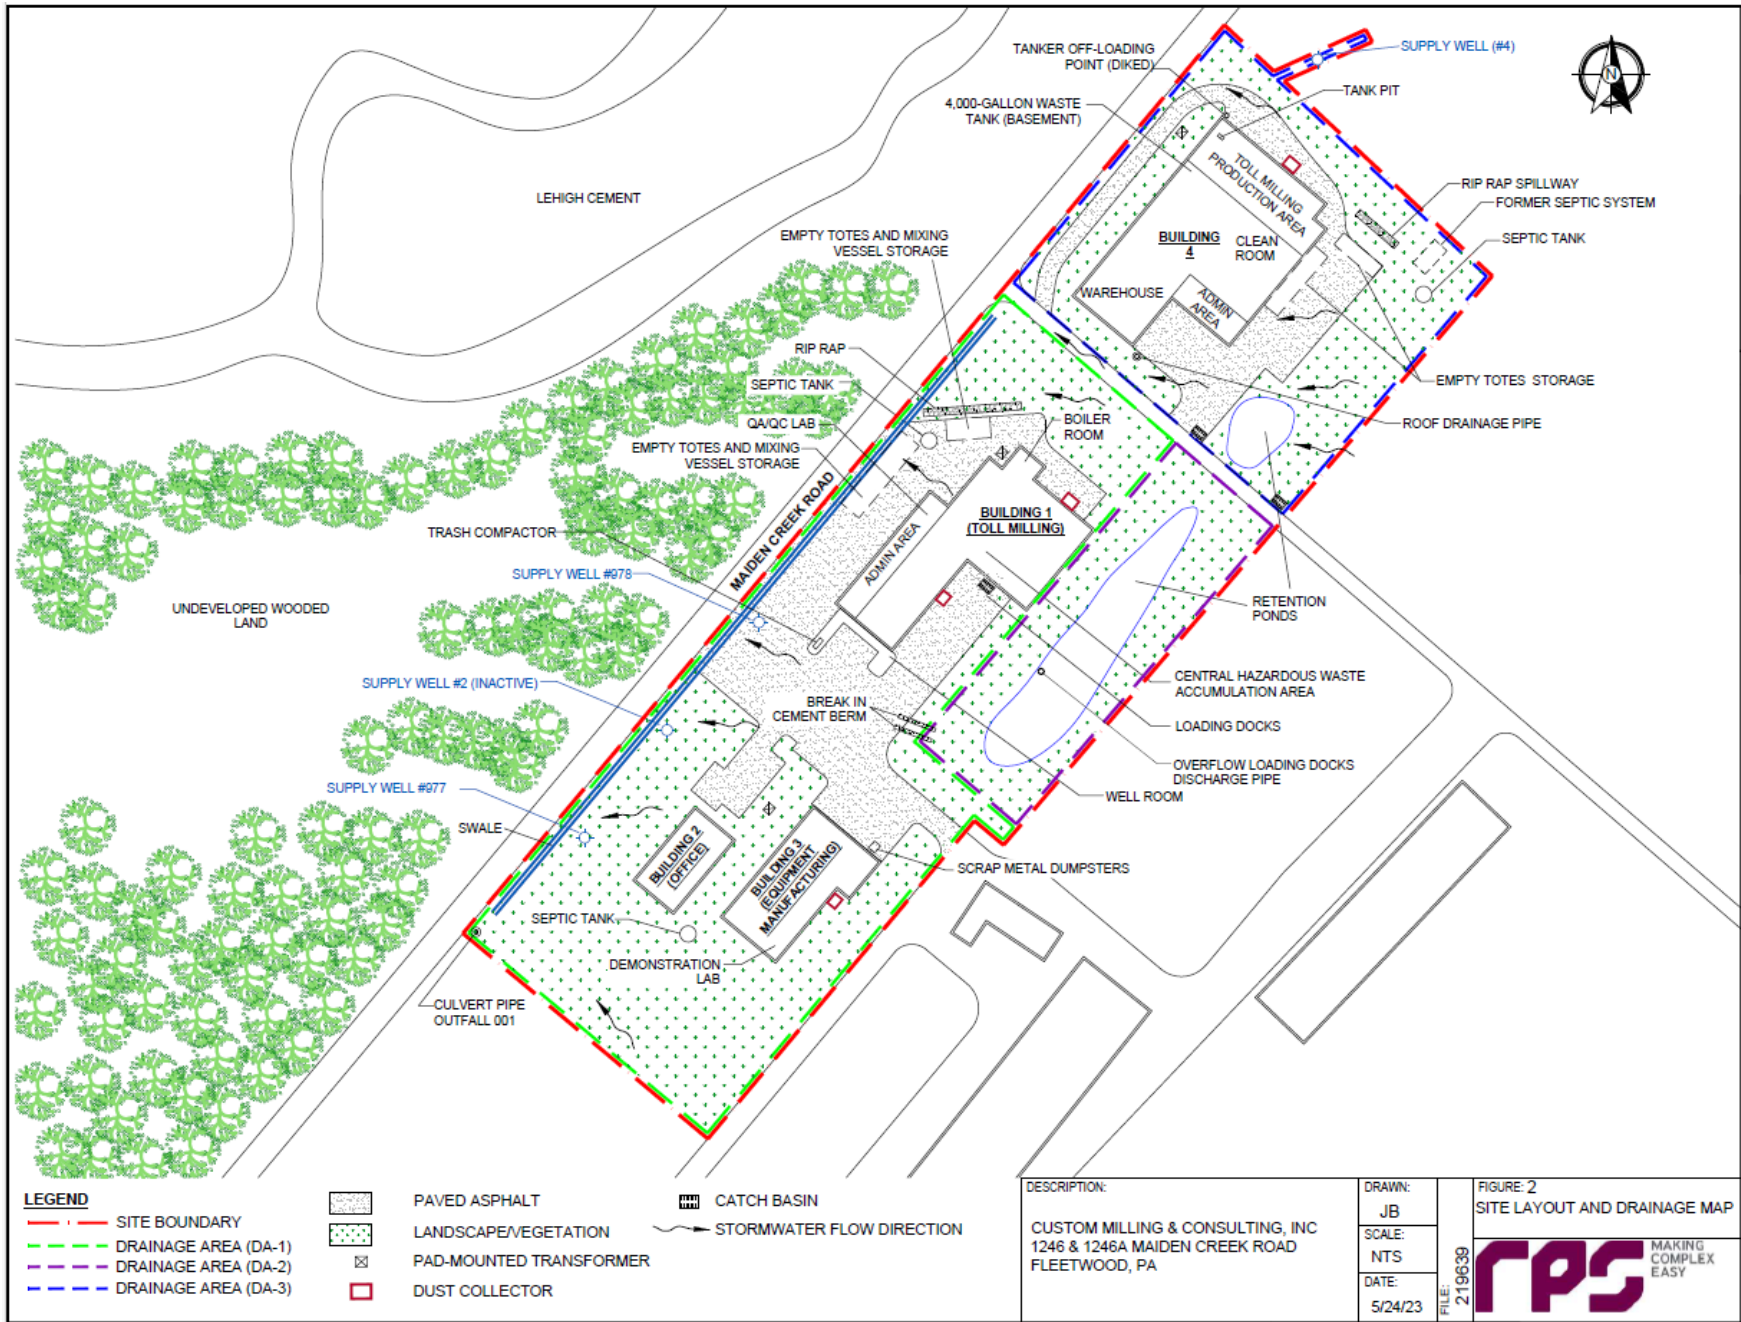 TANKER OFF-LOADING
POINT (DIKED)
SUPPLY WELL (#4)
N
4,000-GALLON WASTE
TANK (BASEMENT)
TANK PIT
LEHIGH CEMENT
TOLL MILLING
PRODUCTION AREA
RIP RAP SPILLWAY
FORMER SEPTIC SYSTEM
EMPTY TOTES AND MIXING
VESSEL STORAGE
BUILDING
4
CLEAN
ROOM
SEPTIC TANK
WAREHOUSE
ADMIN
AREA
RIP RAP
SEPTIC TANK
EMPTY TOTES STORAGE
QA/QC LAB
BOILER
ROOM
ROOF DRAINAGE PIPE
EMPTY TOTES AND MIXING
VESSEL STORAGE
MAIDEN CREEK ROAD
BUILDING 1
(TOLL MILLING)
TRASH COMPACTOR
ADMIN AREA
SUPPLY WELL #978
UNDEVELOPED WOODED
LAND
RETENTION
PONDS
SUPPLY WELL #2 (INACTIVE)
CENTRAL HAZARDOUS WASTE
ACCUMULATION AREA
BREAK IN
CEMENT BERM
LOADING DOCKS
OVERFLOW LOADING DOCKS
DISCHARGE PIPE
SUPPLY WELL #977
WELL ROOM
SWALE
BUILDING 2
(OFFICE)
BUILDING 3
(EQUIPMENT
MANUFACTURING)
SCRAP METAL DUMPSTERS
SEPTIC TANK
DEMONSTRATION
LAB
CULVERT PIPE
OUTFALL 001
LEGEND
SITE BOUNDARY
DRAINAGE AREA (DA-1)
DRAINAGE AREA (DA-2)
DRAINAGE AREA (DA-3)
PAVED ASPHALT
LANDSCAPE/VEGETATION
PAD-MOUNTED TRANSFORMER
DUST COLLECTOR
CATCH BASIN
STORMWATER FLOW DIRECTION
DESCRIPTION:
CUSTOM MILLING & CONSULTING, INC
1246 & 1246A MAIDEN CREEK ROAD
FLEETWOOD, PA
DRAWN:
JB
SCALE:
NTS
DATE:
5/24/23
FILE:
219639
FIGURE: 2
SITE LAYOUT AND DRAINAGE MAP
rps
MAKING
COMPLEX
EASY